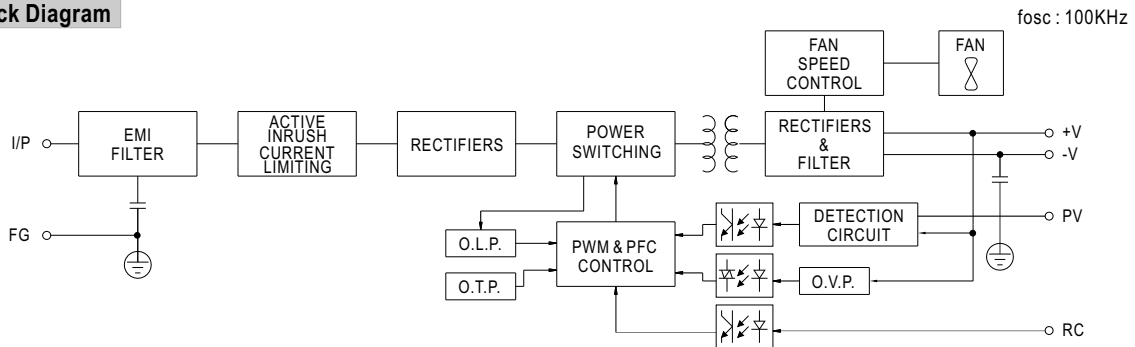 ck Diagram
fosc : 100KHz
FAN
SPEED
CONTROL
FAN
I/P
EMI
FILTER
ACTIVE
INRUSH
CURRENT
LIMITING
RECTIFIERS
POWER
SWITCHING
RECTIFIERS
&
FILTER
+V
-V
FG
O.L.P.
O.T.P.
PWM & PFC
CONTROL
DETECTION
CIRCUIT
PV
O.V.P.
RC